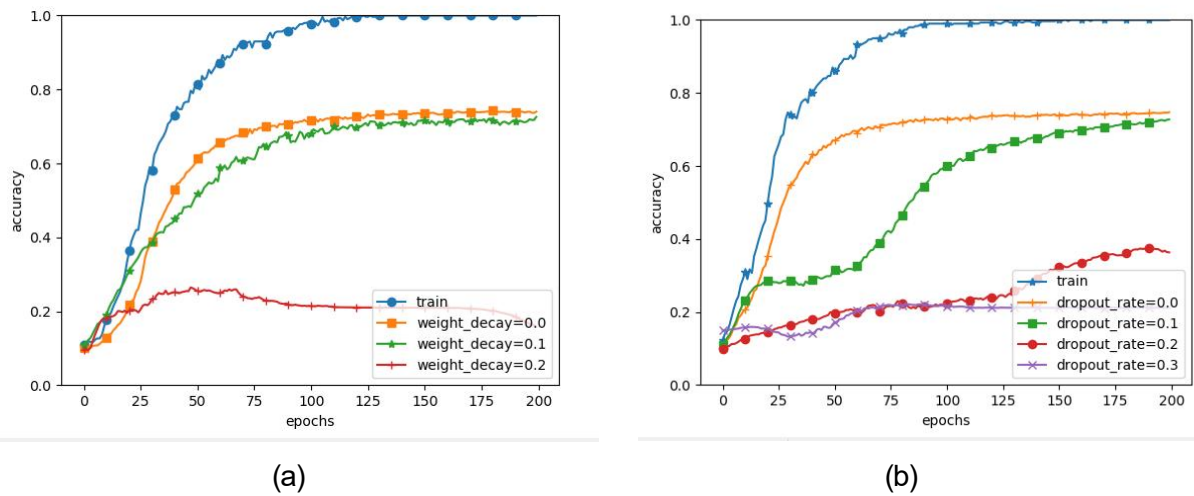 1.0
0.8
0.6
0.4
0.2
0.0
accuracy
0 25 50 75 100 125 150 175 200
epochs
train
weight_decay=0.0
weight_decay=0.1
weight_decay=0.2
(a)
1.0
0.8
0.6
0.4
0.2
0.0
accuracy
0 25 50 75 100 125 150 175 200
epochs
train
dropout_rate=0.0
dropout_rate=0.1
dropout_rate=0.2
dropout_rate=0.3
(b)